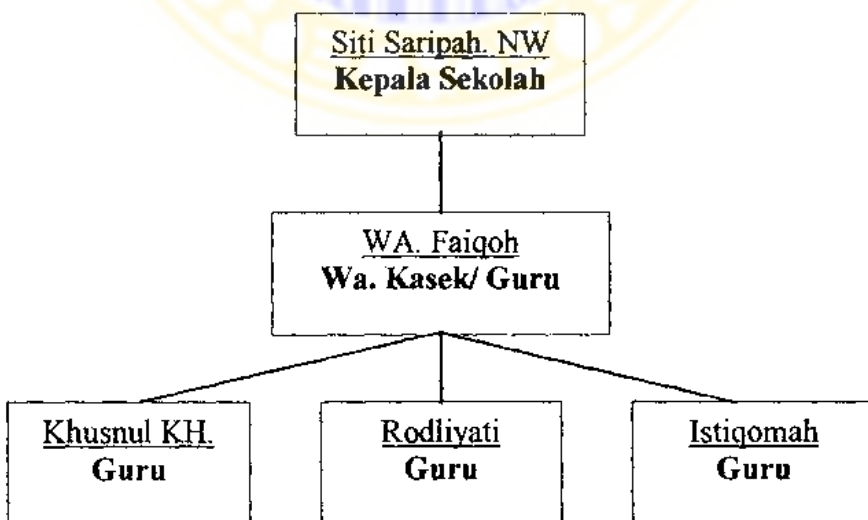 Siti Saripah. NW
Kepala Sekolah
WA. Faiqoh
Wa. Kasek/ Guru
Khusnul KH.
Guru
Rodliyati
Guru
Istiqomah
Guru